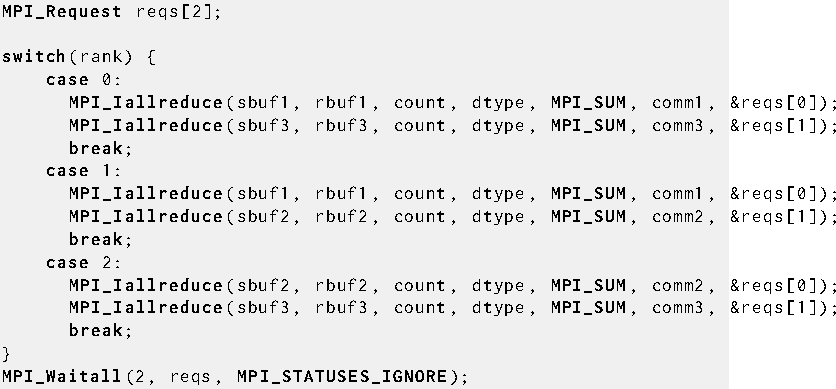 MPI_Request reqs[2];

switch(rank) {
    case 0:
      MPI_Iallreduce(sbuf1, rbuf1, count, dtype, MPI_SUM, comm1, &reqs[0]);
      MPI_Iallreduce(sbuf3, rbuf3, count, dtype, MPI_SUM, comm3, &reqs[1]);
      break;
    case 1:
      MPI_Iallreduce(sbuf1, rbuf1, count, dtype, MPI_SUM, comm1, &reqs[0]);
      MPI_Iallreduce(sbuf2, rbuf2, count, dtype, MPI_SUM, comm2, &reqs[1]);
      break;
    case 2:
      MPI_Iallreduce(sbuf2, rbuf2, count, dtype, MPI_SUM, comm2, &reqs[0]);
      MPI_Iallreduce(sbuf3, rbuf3, count, dtype, MPI_SUM, comm3, &reqs[1]);
      break;
}
MPI_Waitall(2, reqs, MPI_STATUSES_IGNORE);